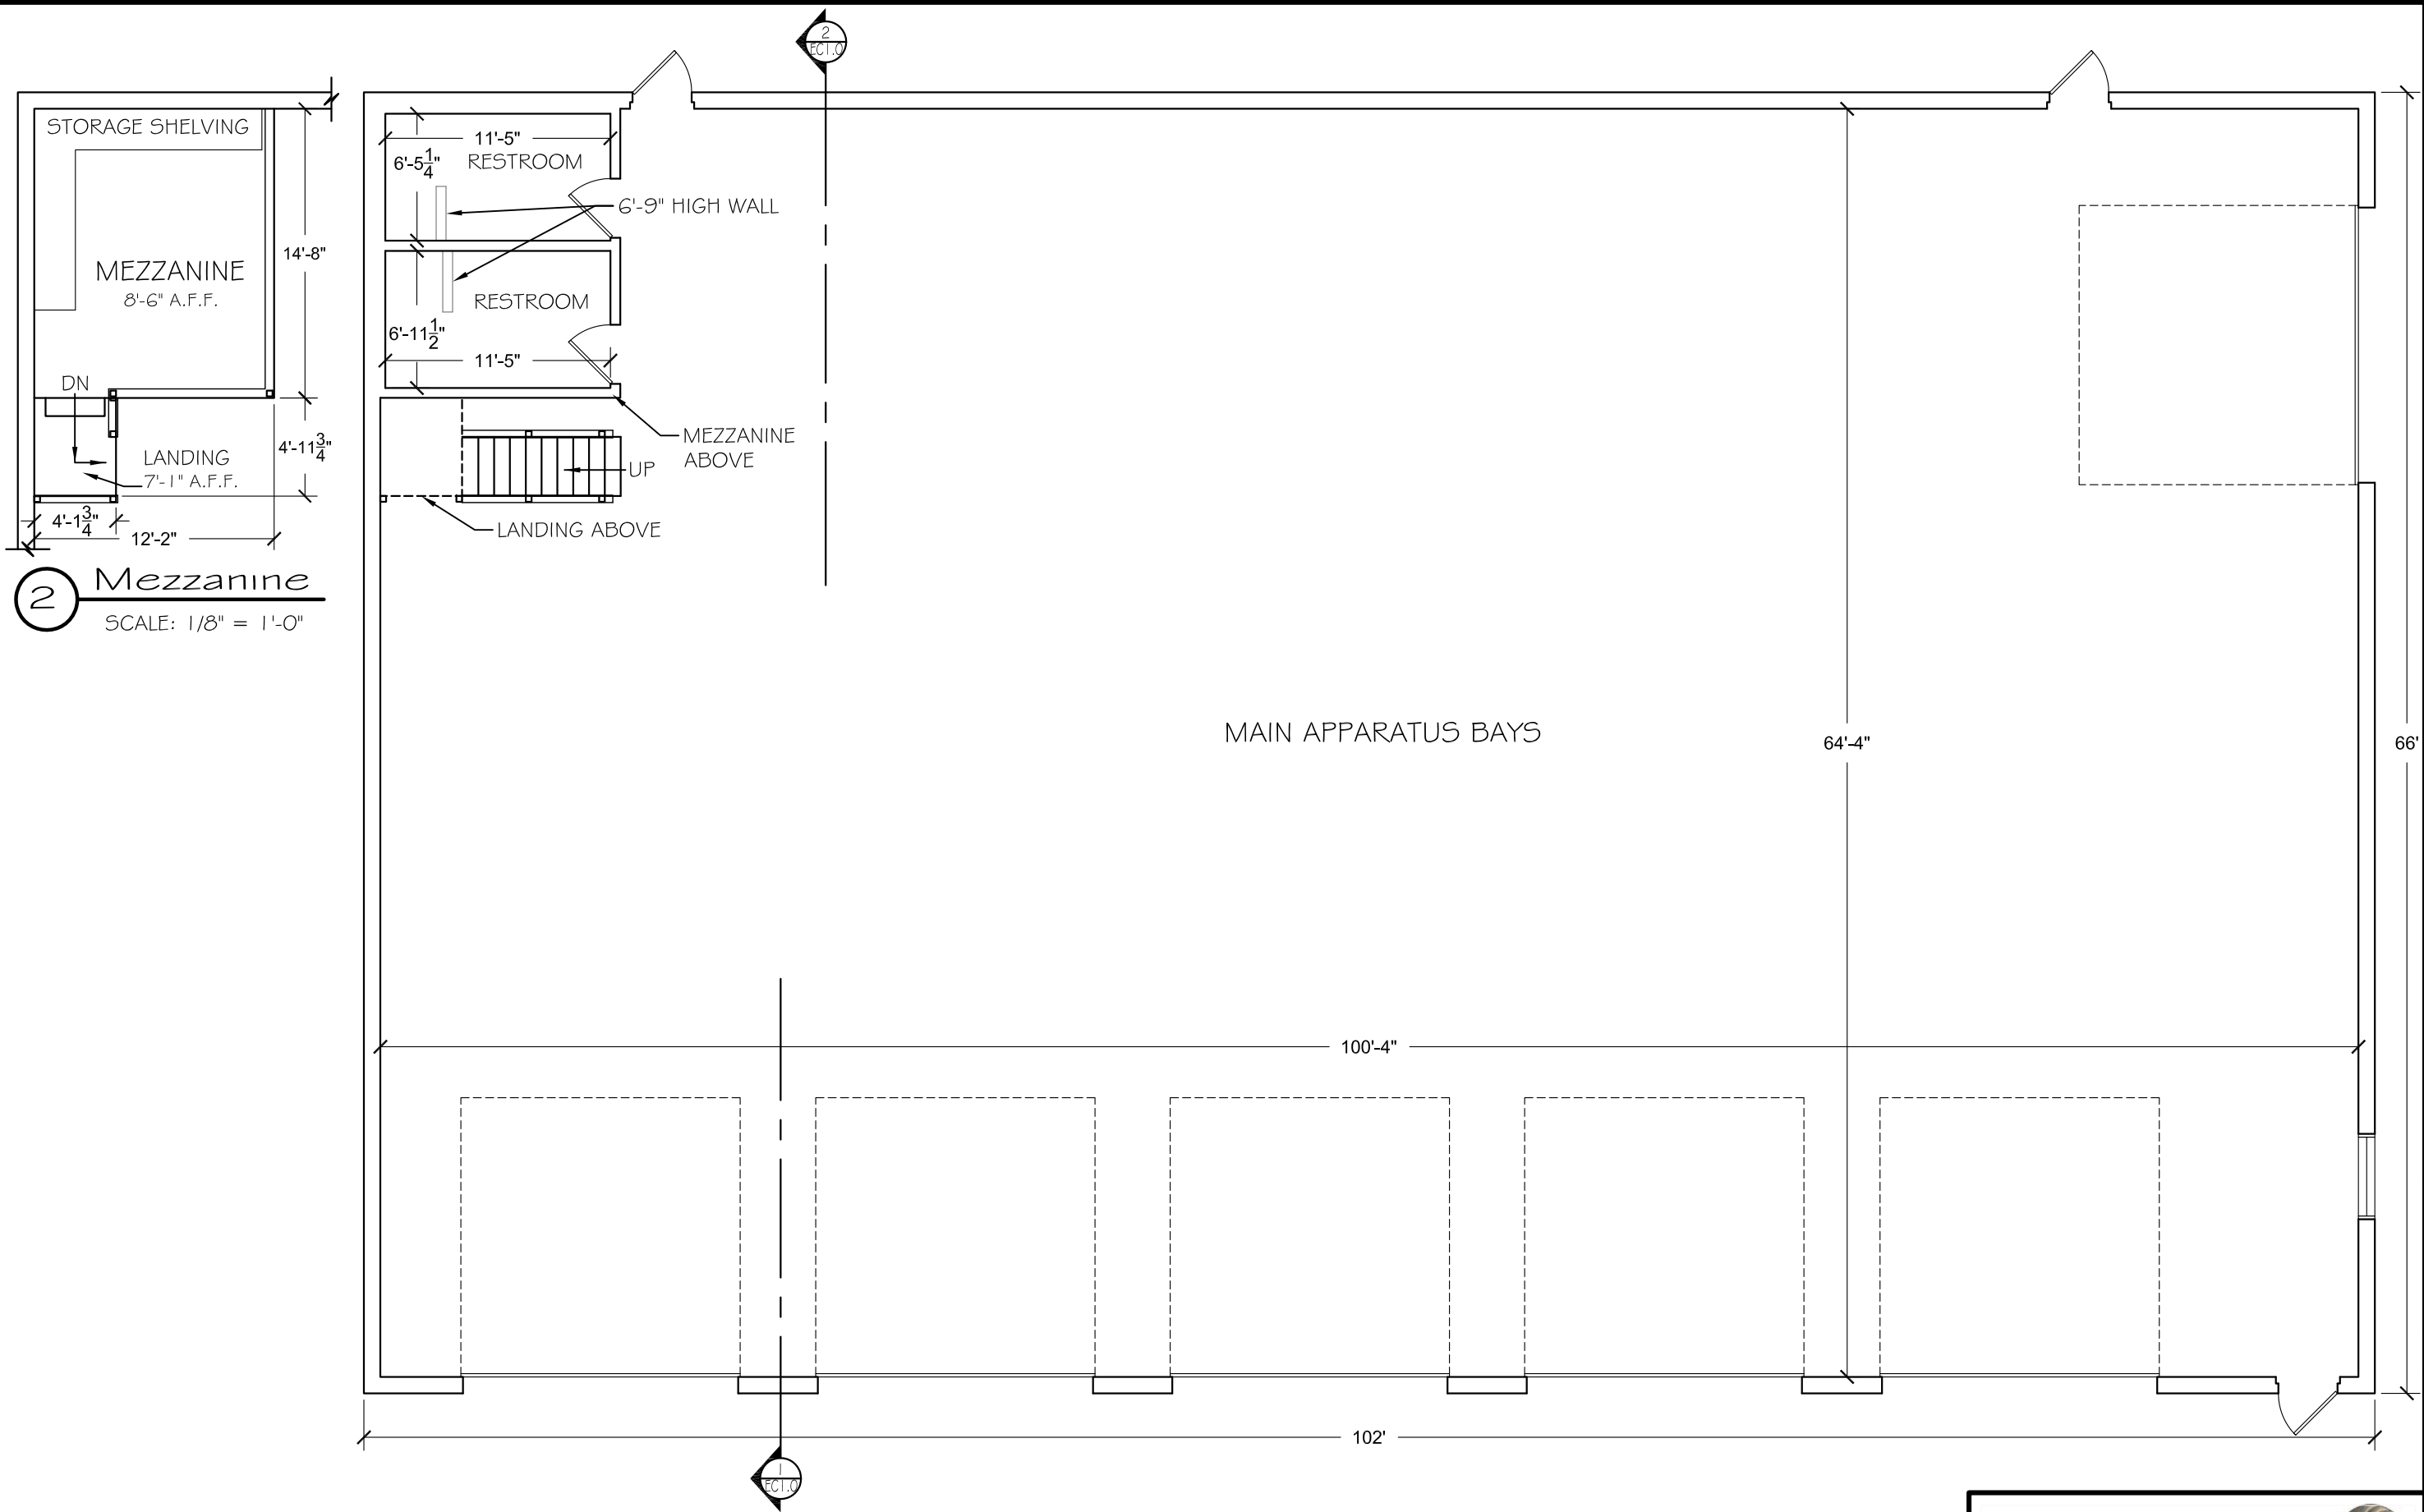 2
EC1.0
STORAGE SHELVING
MEZZANINE
8'-6" A.F.F.
14'-8"
DN
LANDING
7'-1" A.F.F.
4'-11 3/4"
4'-1 3/4"
12'-2"
2
Mezzanine
SCALE: 1/8" = 1'-0"
11'-5"
6'-5 1/4"
RESTROOM
6'-9" HIGH WALL
RESTROOM
6'-11 1/2"
11'-5"
MEZZANINE
ABOVE
UP
LANDING ABOVE
MAIN APPARATUS BAYS
64'-4"
66'
100'-4"
102'
1
EC1.0